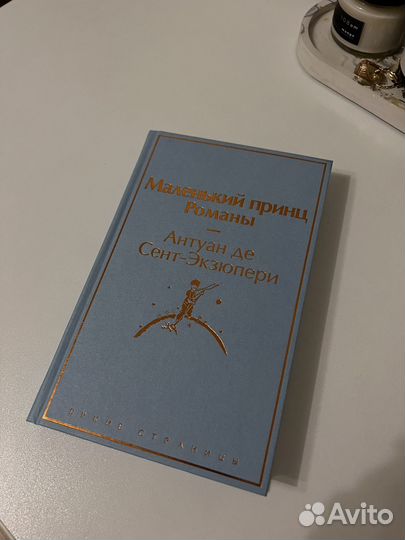 Маленький принц
Романы
Антуан де
Сент-Экзюпери
ЯРКИЕ СТРАНИЦЫ
Avito